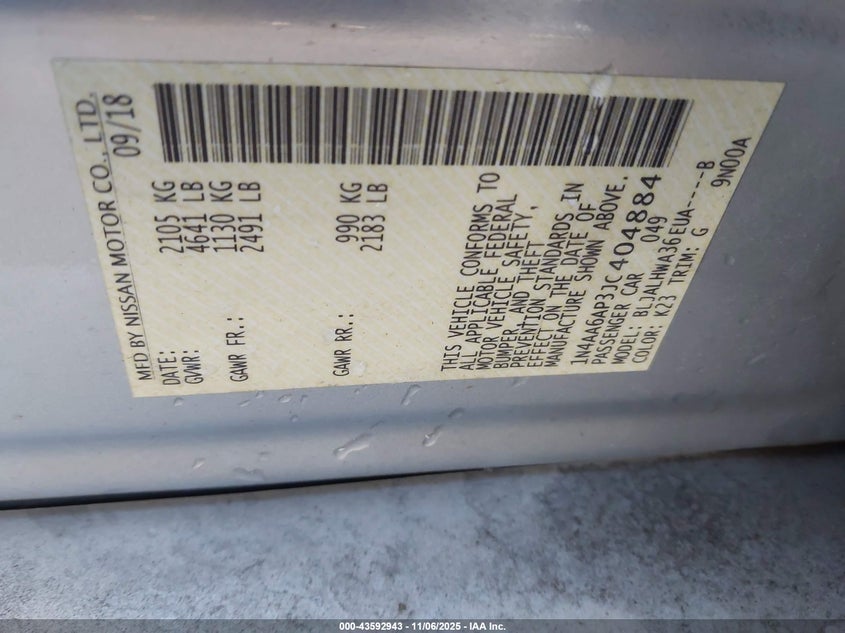 MFD BY NISSAN MOTOR CO., LTD.
DATE: 09/18
GVWR: 2105 KG
4641 LB
GAWR FR.: 1130 KG
2491 LB
GAWR RR.: 990 KG
2183 LB
THIS VEHICLE CONFORMS TO
ALL APPLICABLE FEDERAL
MOTOR VEHICLE SAFETY,
BUMPER, AND THEFT
PREVENTION STANDARDS IN
EFFECT ON THE DATE OF
MANUFACTURE SHOWN ABOVE.
1N4AA6AP3JC404884
PASSENGER CAR 049
MODEL: BLJALHWA36EUA----B
COLOR: K23 TRIM: G 9N00A
000-43592943 - 11/06/2025 - IAA Inc.